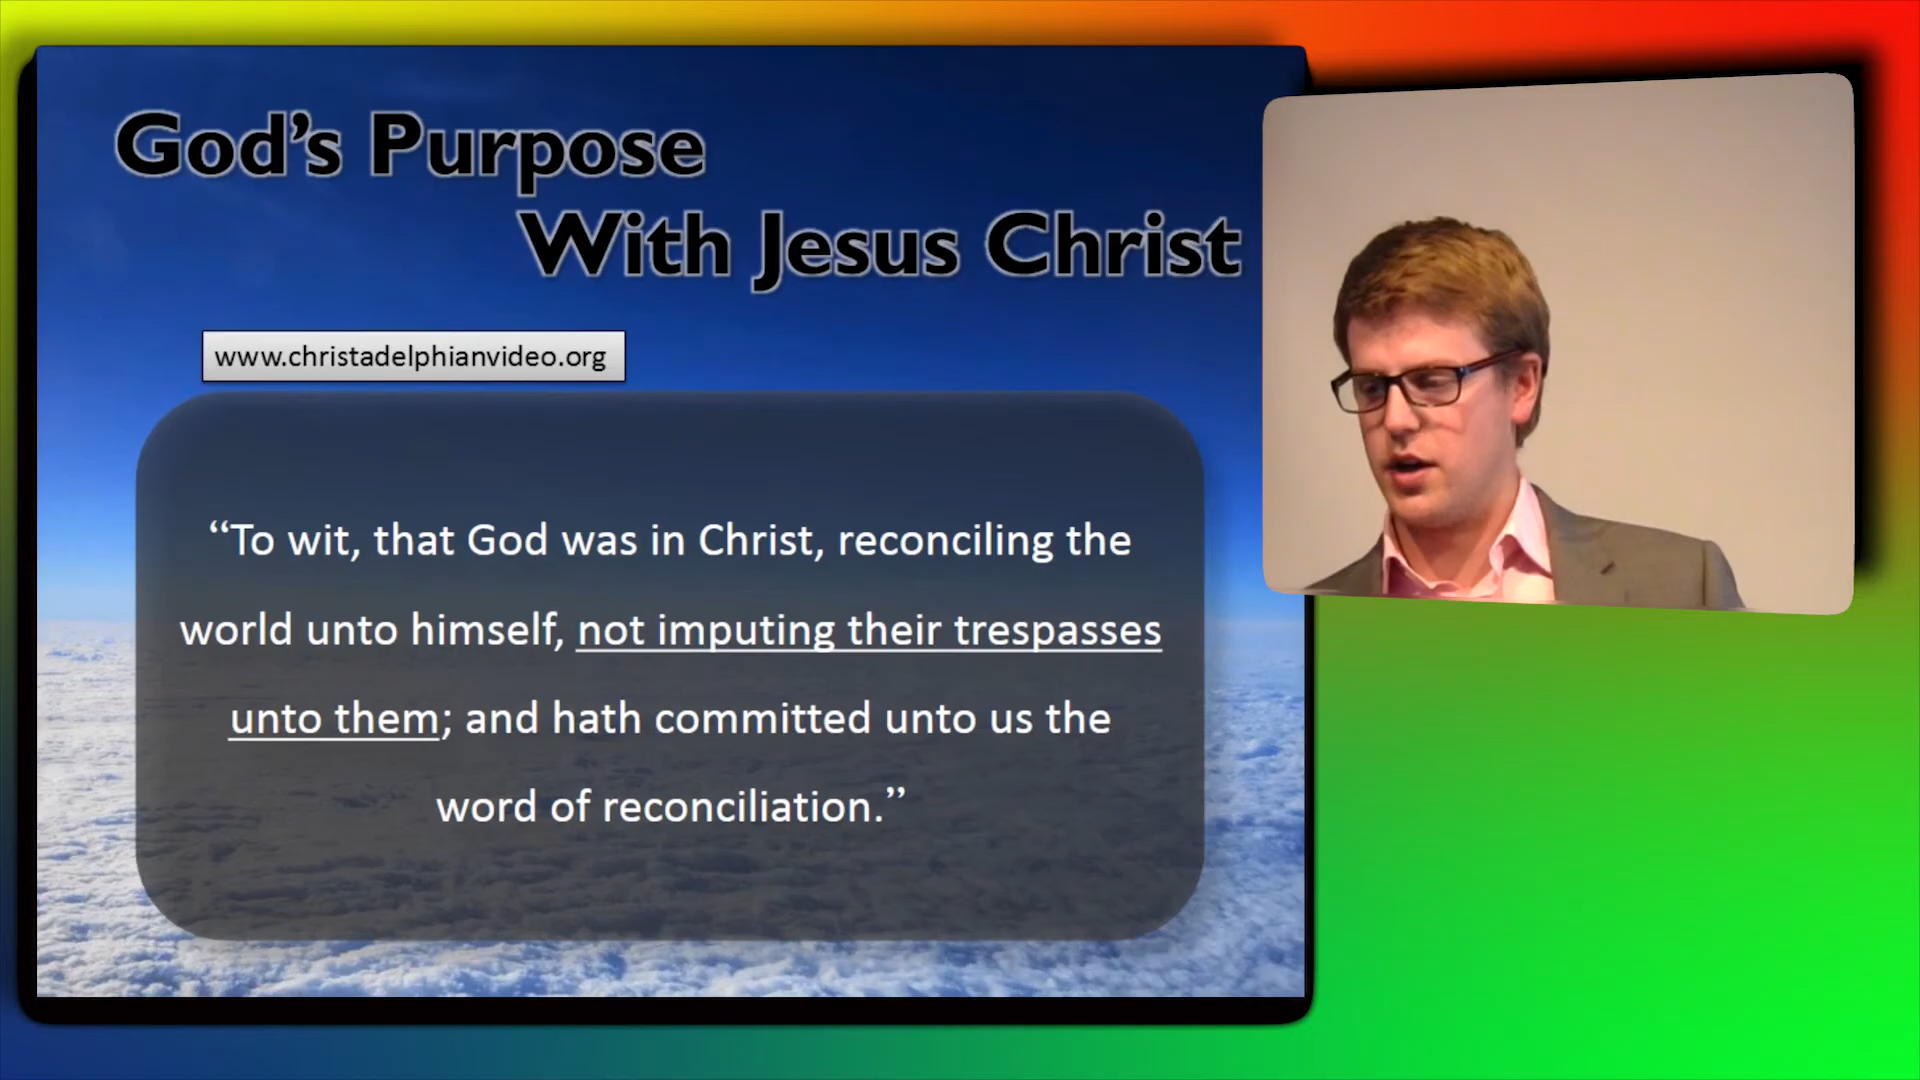 God’s Purpose
With Jesus Christ
www.christadelphianvideo.org
“To wit, that God was in Christ, reconciling the
world unto himself, not imputing their trespasses
unto them; and hath committed unto us the
word of reconciliation.”